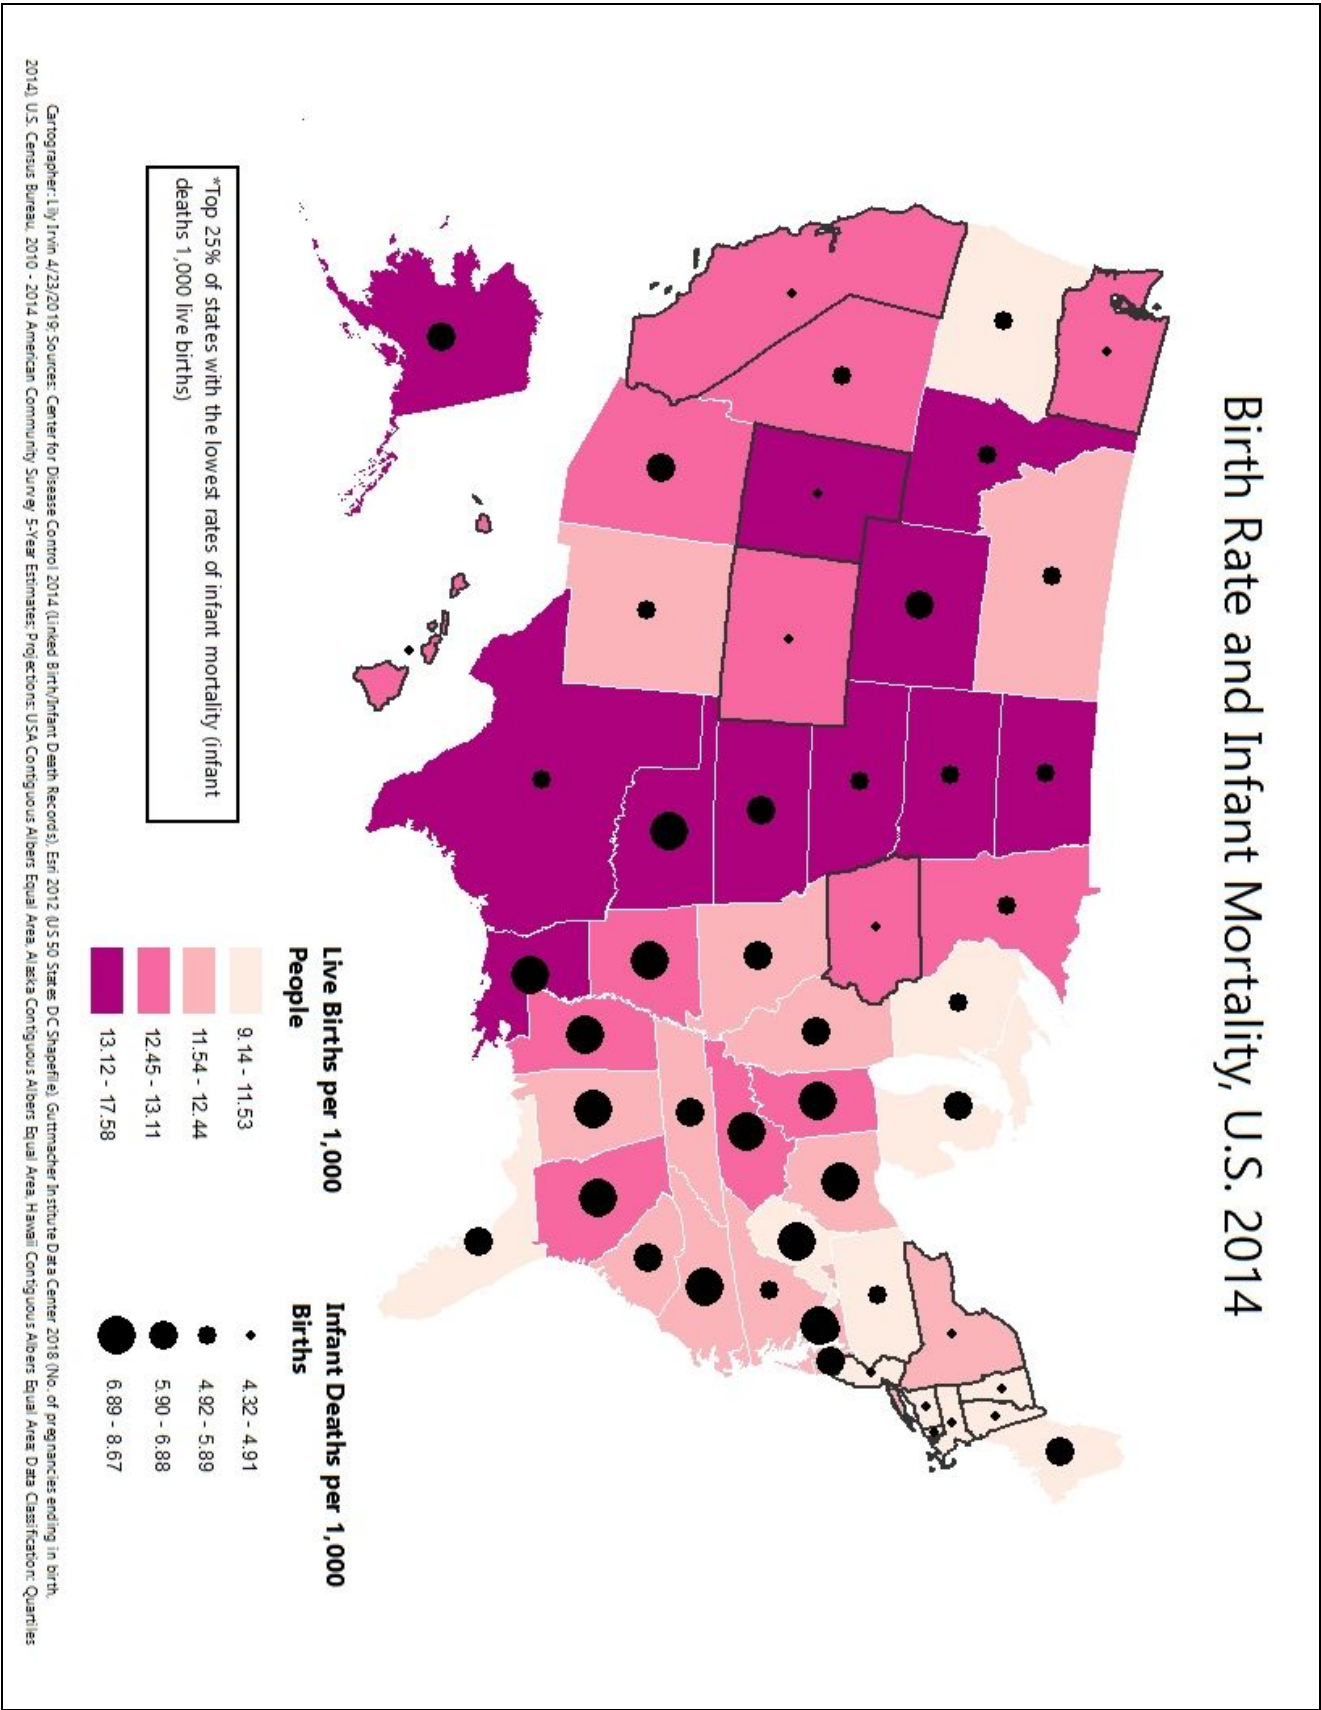 Birth Rate and Infant Mortality, U.S. 2014
*Top 25% of states with the lowest rates of infant mortality (infant
deaths 1,000 live births)
Live Births per 1,000
People
9.14 - 11.53
11.54 - 12.44
12.45 - 13.11
13.12 - 17.58
Infant Deaths per 1,000
Births
4.32 - 4.91
4.92 - 5.89
5.90 - 6.88
6.89 - 8.67
Cartographer: Lily Irvin 4/23/2019; Sources: Center for Disease Control 2014 (Linked Birth/Infant Death Records), Esri 2012 (US 50 States DC Shapefile), Guttmacher Institute Data Center 2018 (No. of pregnancies ending in birth,
2014), U.S. Census Bureau, 2010 - 2014 American Community Survey 5-Year Estimates; Projections: USA Contiguous Albers Equal Area, Alaska Contiguous Albers Equal Area, Hawaii Contiguous Albers Equal Area; Data Classification: Quartiles